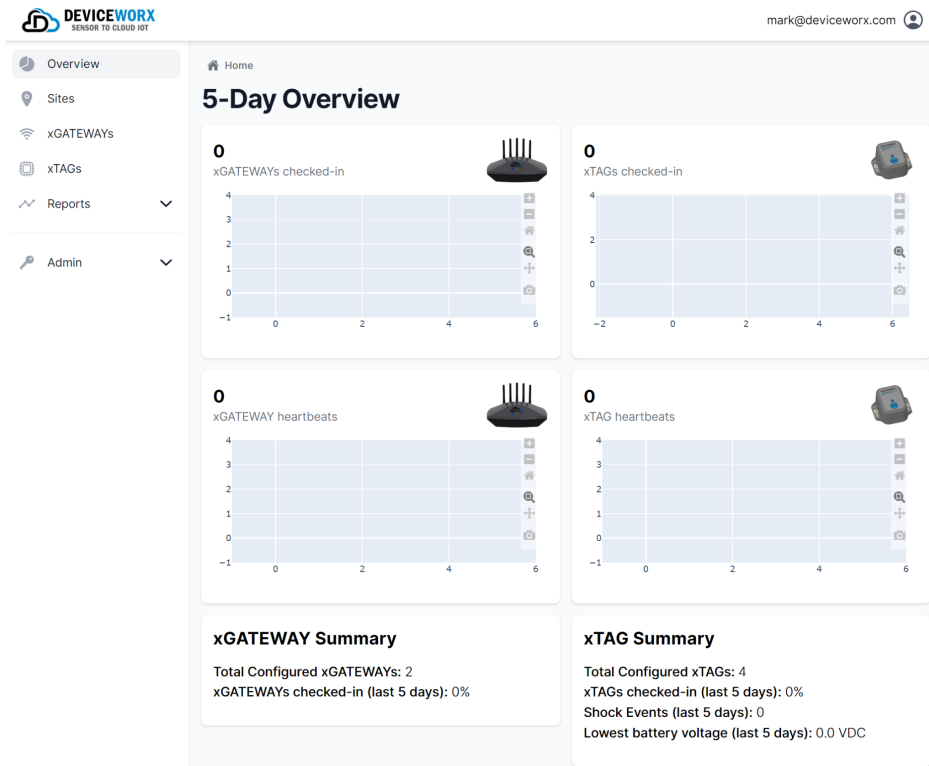 DEVICEWORX
SENSOR TO CLOUD IOT
mark@deviceworx.com
Overview
Sites
xGATEWAYs
xTAGs
Reports
Admin
Home
5-Day Overview
0
xGATEWAYs checked-in
4
3
2
1
0
−1
0 2 4 6
0
xTAGs checked-in
4
2
0
−2 0 2 4 6
0
xGATEWAY heartbeats
4
3
2
1
0
−1
0 2 4 6
0
xTAG heartbeats
4
3
2
1
0
−1
0 2 4 6
xGATEWAY Summary
Total Configured xGATEWAYs: 2
xGATEWAYs checked-in (last 5 days): 0%
xTAG Summary
Total Configured xTAGs: 4
xTAGs checked-in (last 5 days): 0%
Shock Events (last 5 days): 0
Lowest battery voltage (last 5 days): 0.0 VDC